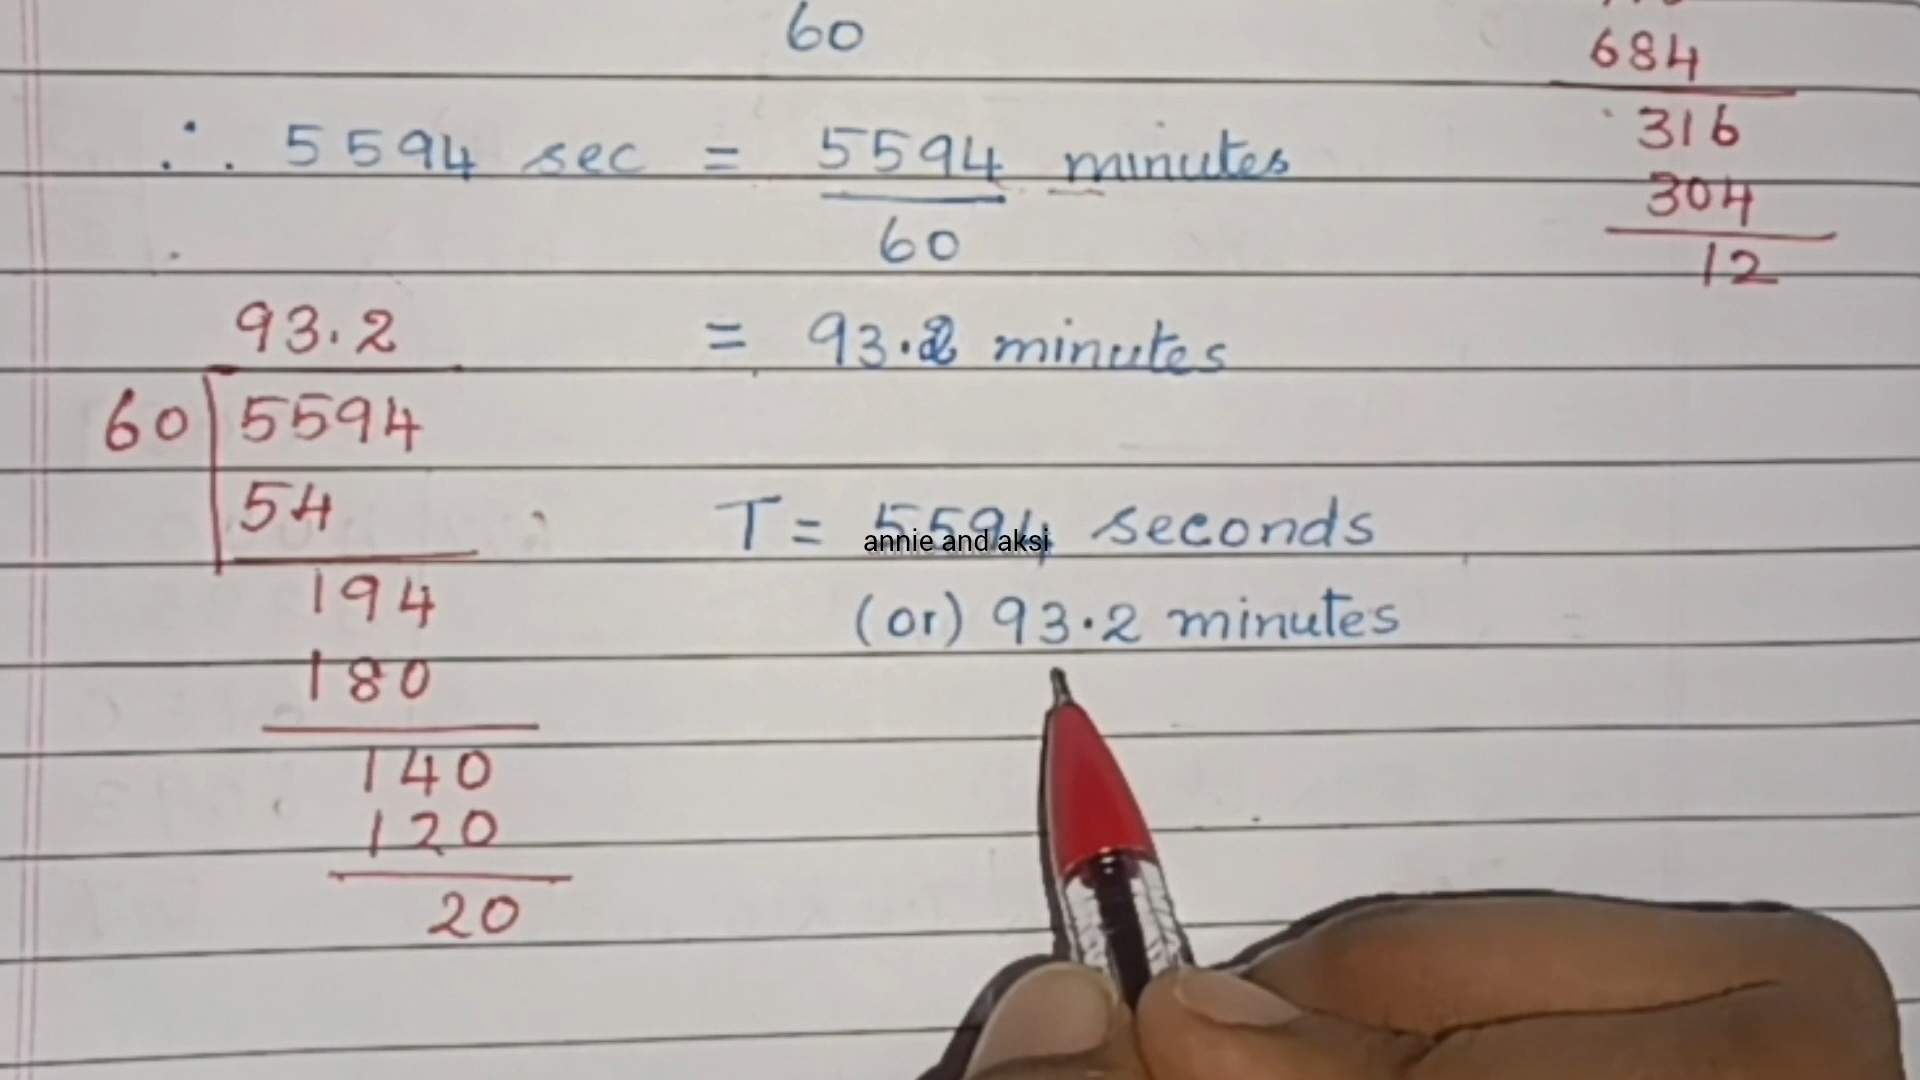 60
∴ 5594 sec = 5594 minutes
60
= 93.2 minutes
T = 5594 seconds
(or) 93.2 minutes
93.2
60 5594
54
194
180
140
120
20
684
316
304
12
annie and aksi